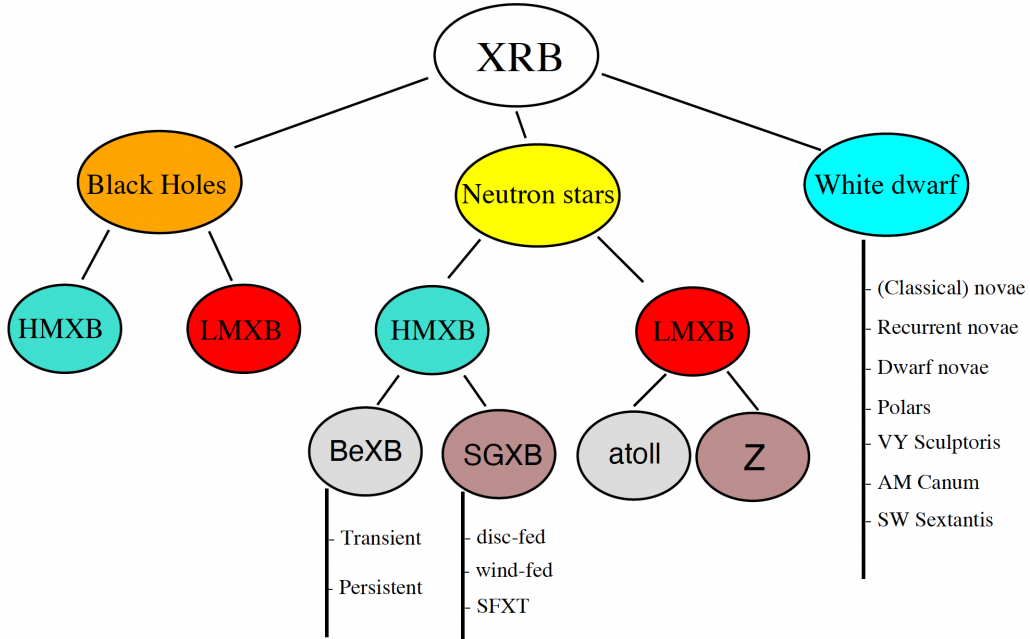 XRB
Black Holes
Neutron stars
White dwarf
HMXB
LMXB
HMXB
LMXB
BeXB
SGXB
atoll
Z
- Transient
- Persistent
- disc-fed
- wind-fed
- SFXT
- (Classical) novae
- Recurrent novae
- Dwarf novae
- Polars
- VY Sculptoris
- AM Canum
- SW Sextantis